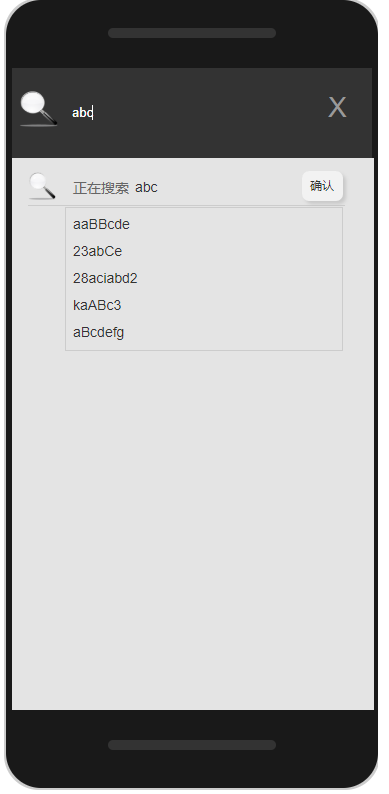 abc X
正在搜索 abc 确认
aaBBcde
23abCe
28aciabd2
kaABc3
aBcdefg